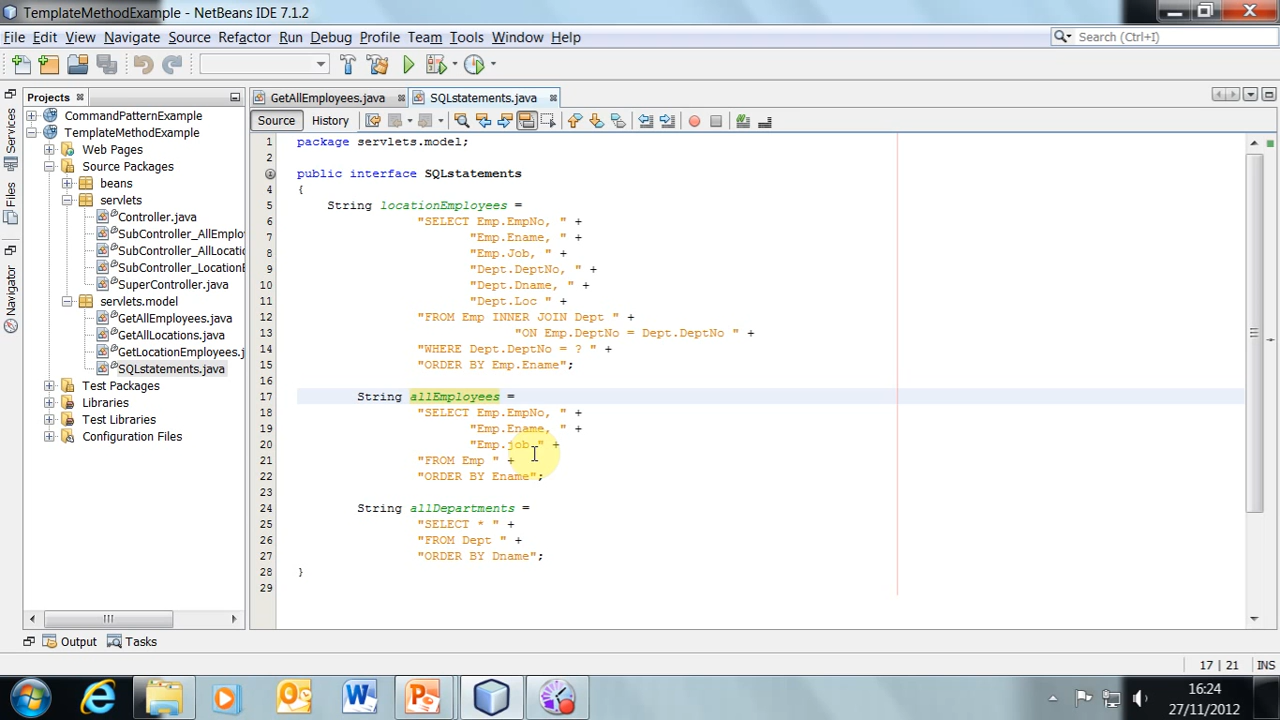 TemplateMethodExample - NetBeans IDE 7.1.2
File Edit View Navigate Source Refactor Run Debug Profile Team Tools Window Help
Search (Ctrl+I)
Projects
GetAllEmployees.java
SQLstatements.java
Source History
Services
Files
Navigator
CommandPatternExample
TemplateMethodExample
Web Pages
Source Packages
beans
servlets
Controller.java
SubController_AllEmplo
SubController_AllLocatic
SubController_LocationE
SuperController.java
servlets.model
GetAllEmployees.java
GetAllLocations.java
GetLocationEmployees.j
SQLstatements.java
Test Packages
Libraries
Test Libraries
Configuration Files
1 package servlets.model;
2
public interface SQLstatements
4 {
5 String locationEmployees =
6 "SELECT Emp.EmpNo, " +
7 "Emp.Ename, " +
8 "Emp.Job, " +
9 "Dept.DeptNo, " +
10 "Dept.Dname, " +
11 "Dept.Loc " +
12 "FROM Emp INNER JOIN Dept " +
13 "ON Emp.DeptNo = Dept.DeptNo " +
14 "WHERE Dept.DeptNo = ? " +
15 "ORDER BY Emp.Ename";
16
17 String allEmployees =
18 "SELECT Emp.EmpNo, " +
19 "Emp.Ename, " +
20 "Emp.job " +
21 "FROM Emp " +
22 "ORDER BY Ename";
23
24 String allDepartments =
25 "SELECT * " +
26 "FROM Dept " +
27 "ORDER BY Dname";
28 }
29
Output Tasks
17 | 21 INS
16:24
27/11/2012